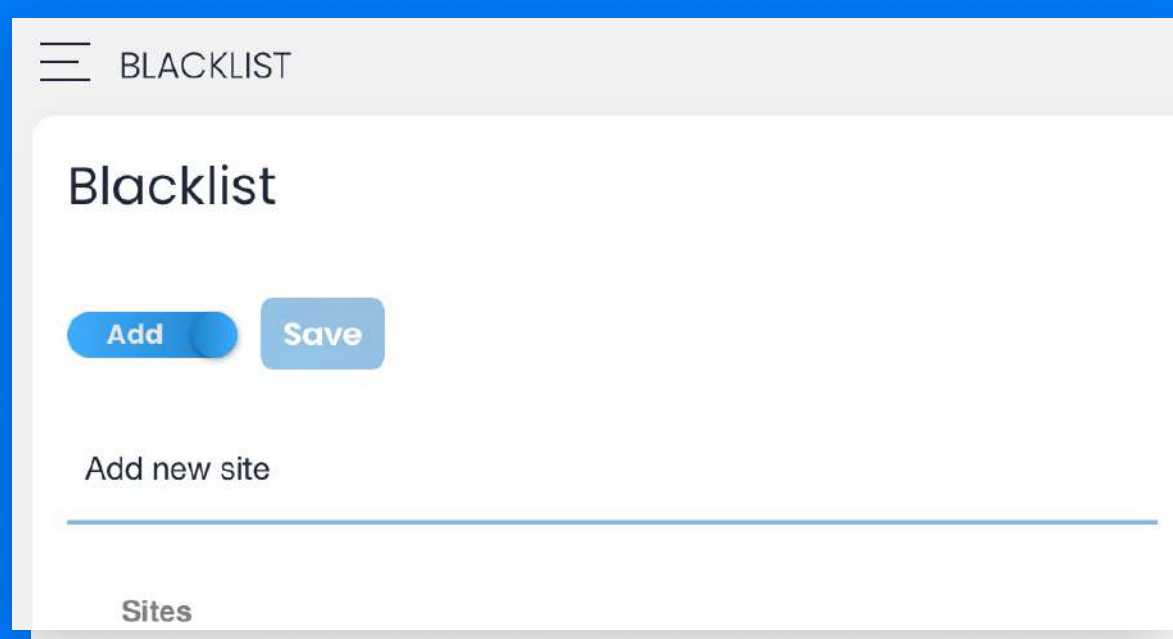 BLACKLIST
Blacklist
Add Save
Add new site
Sites